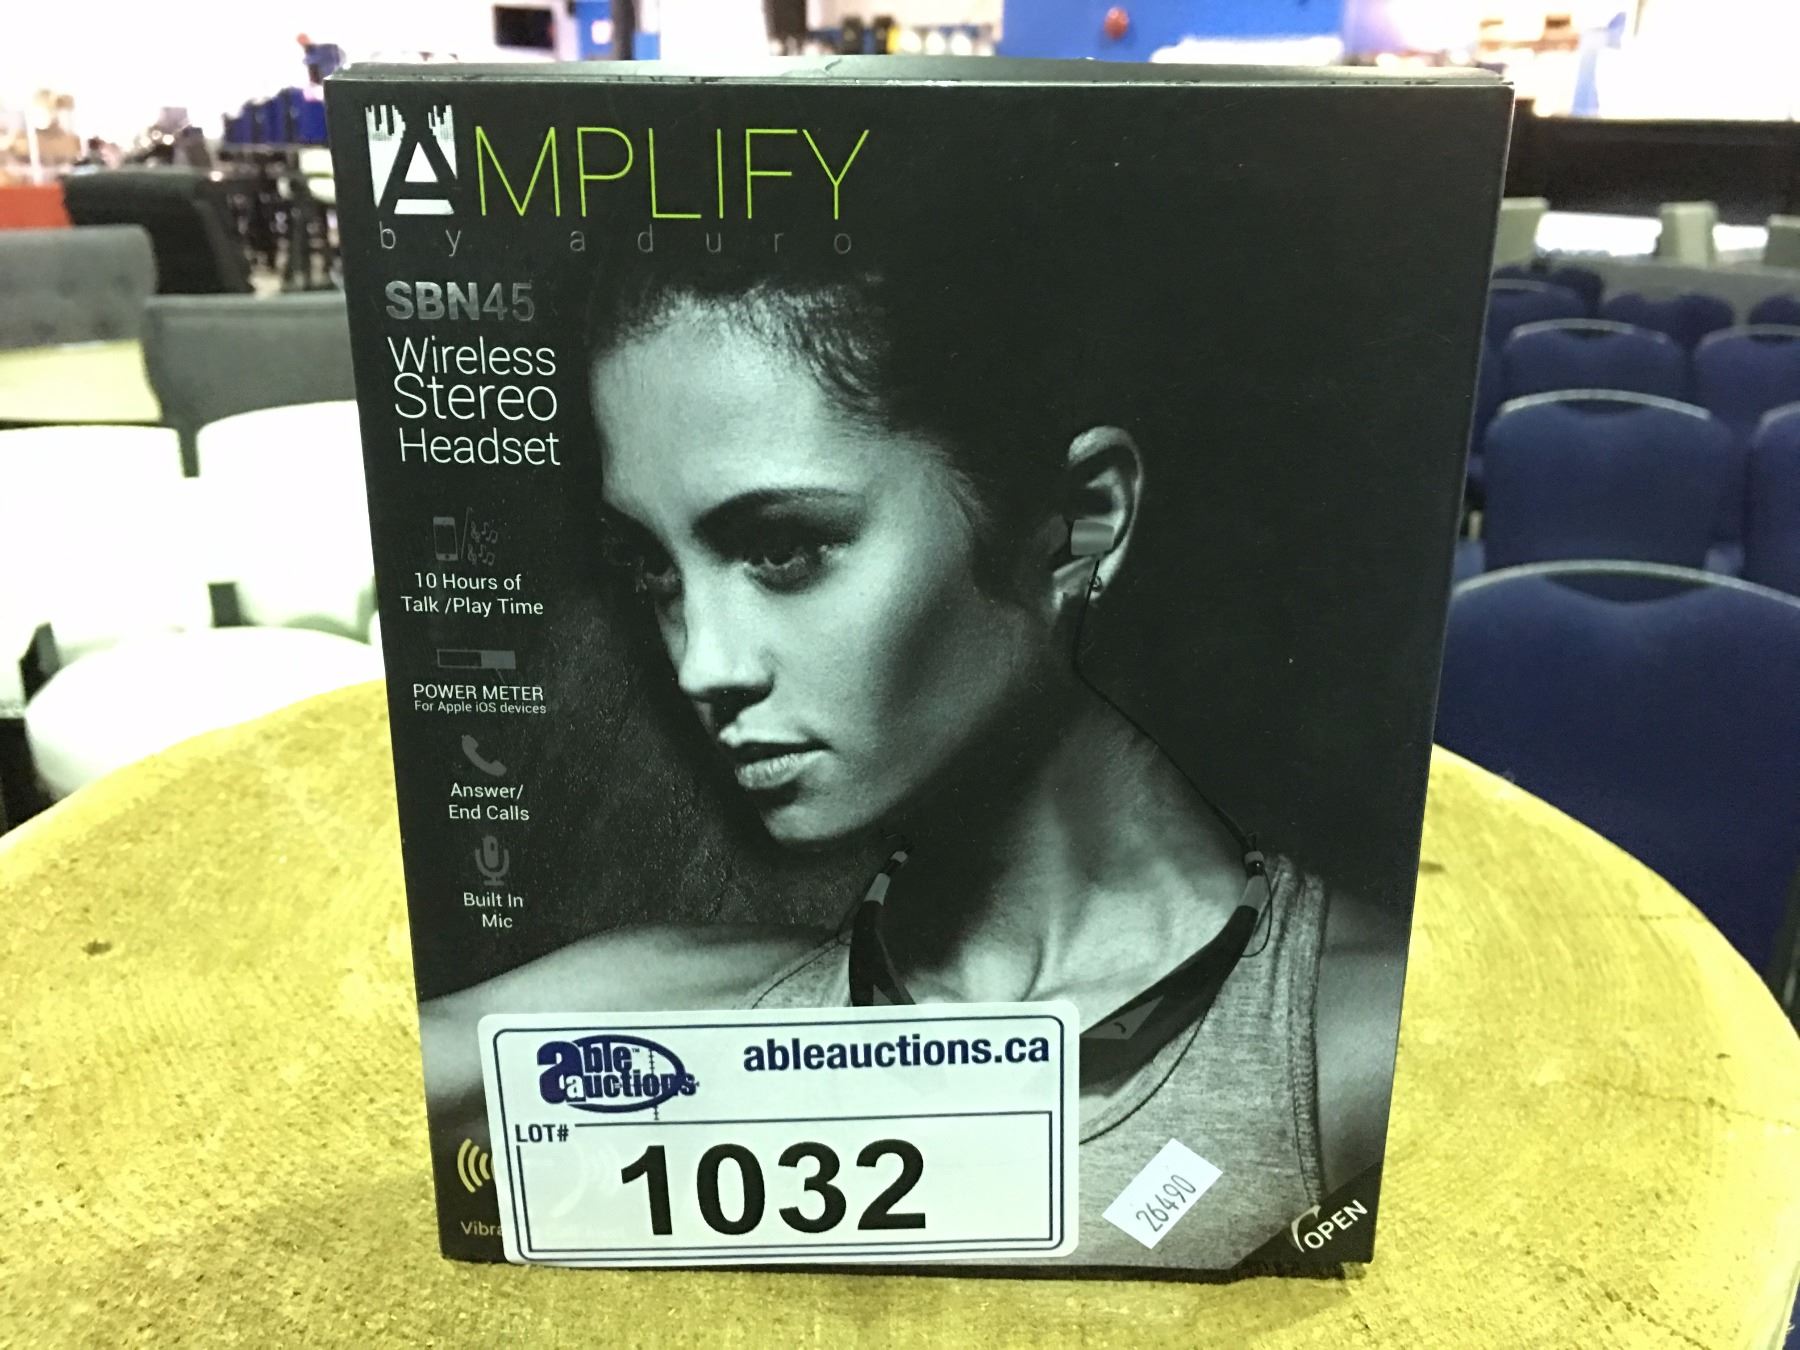 AMPLIFY
by aduro
SBN45
Wireless
Stereo
Headset
10 Hours of
Talk /Play Time
POWER METER
For Apple iOS devices
Answer/
End Calls
Built In
Mic
able™
auctions
ableauctions.ca
LOT#
1032
26490
OPEN